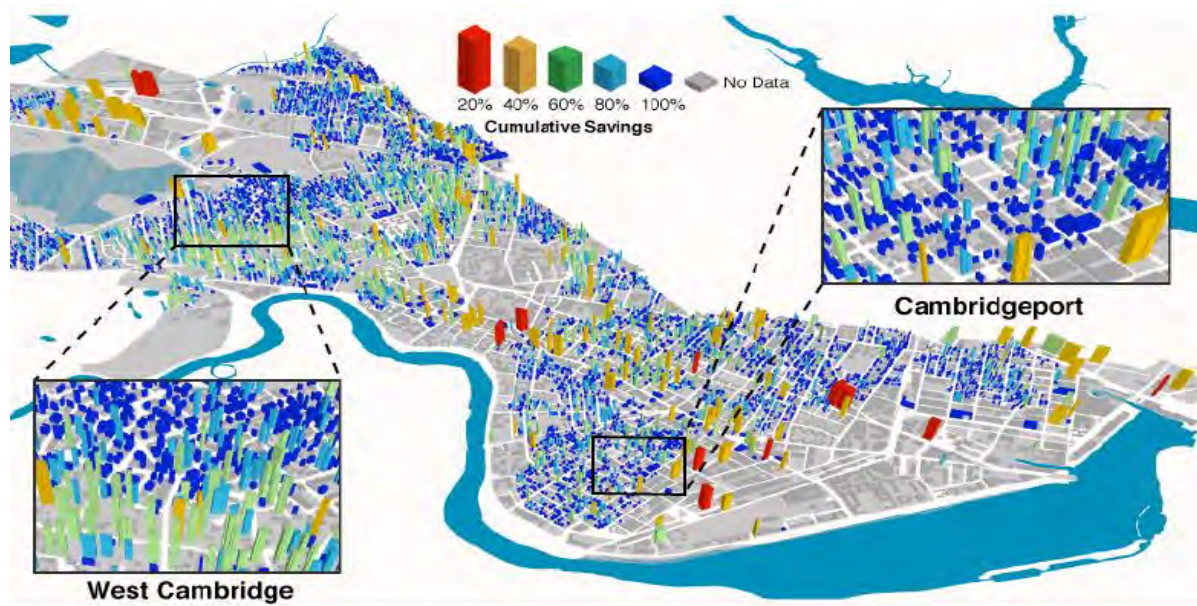 No Data
20% 40% 60% 80% 100%
Cumulative Savings
Cambridgeport
West Cambridge